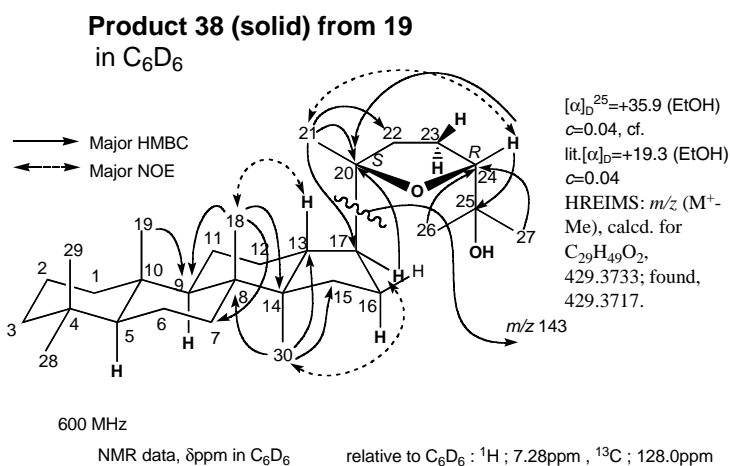 Product 38 (solid) from 19
in C₆D₆
Major HMBC
Major NOE
[α]D²⁵=+35.9 (EtOH)
c=0.04, cf.
lit.[α]D=+19.3 (EtOH)
c=0.04
HREIMS: m/z (M⁺-
Me), calcd. for
C₂₉H₄₉O₂,
429.3733; found,
429.3717.
21 22 23 H H
20 S R 24
O
25
26 27
OH
19 18 H
29 11 12 13 17
2 1 10 9 8 H H
14 15 16
3 4 5 6 7 H
28 H H 30
m/z 143
600 MHz
NMR data, δppm in C₆D₆ relative to C₆D₆ : ¹H ; 7.28ppm , ¹³C ; 128.0ppm